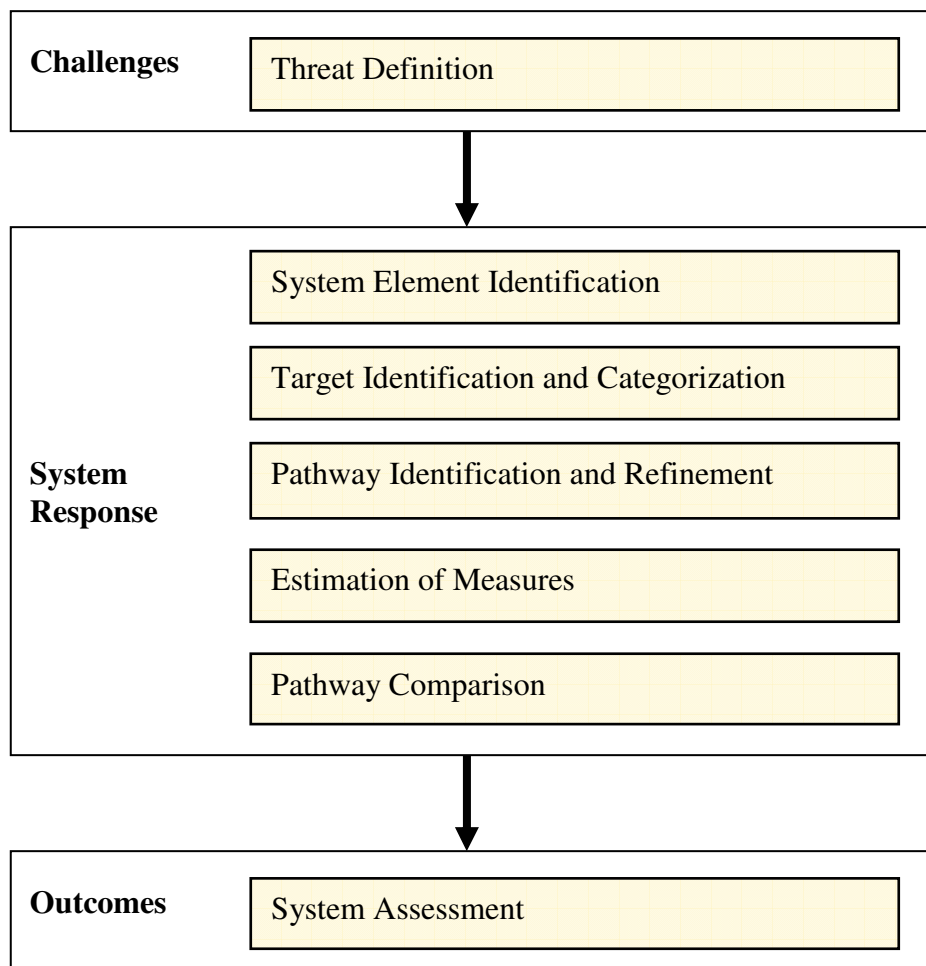 Challenges
Threat Definition
System Element Identification
Target Identification and Categorization
System
Response
Pathway Identification and Refinement
Estimation of Measures
Pathway Comparison
Outcomes
System Assessment